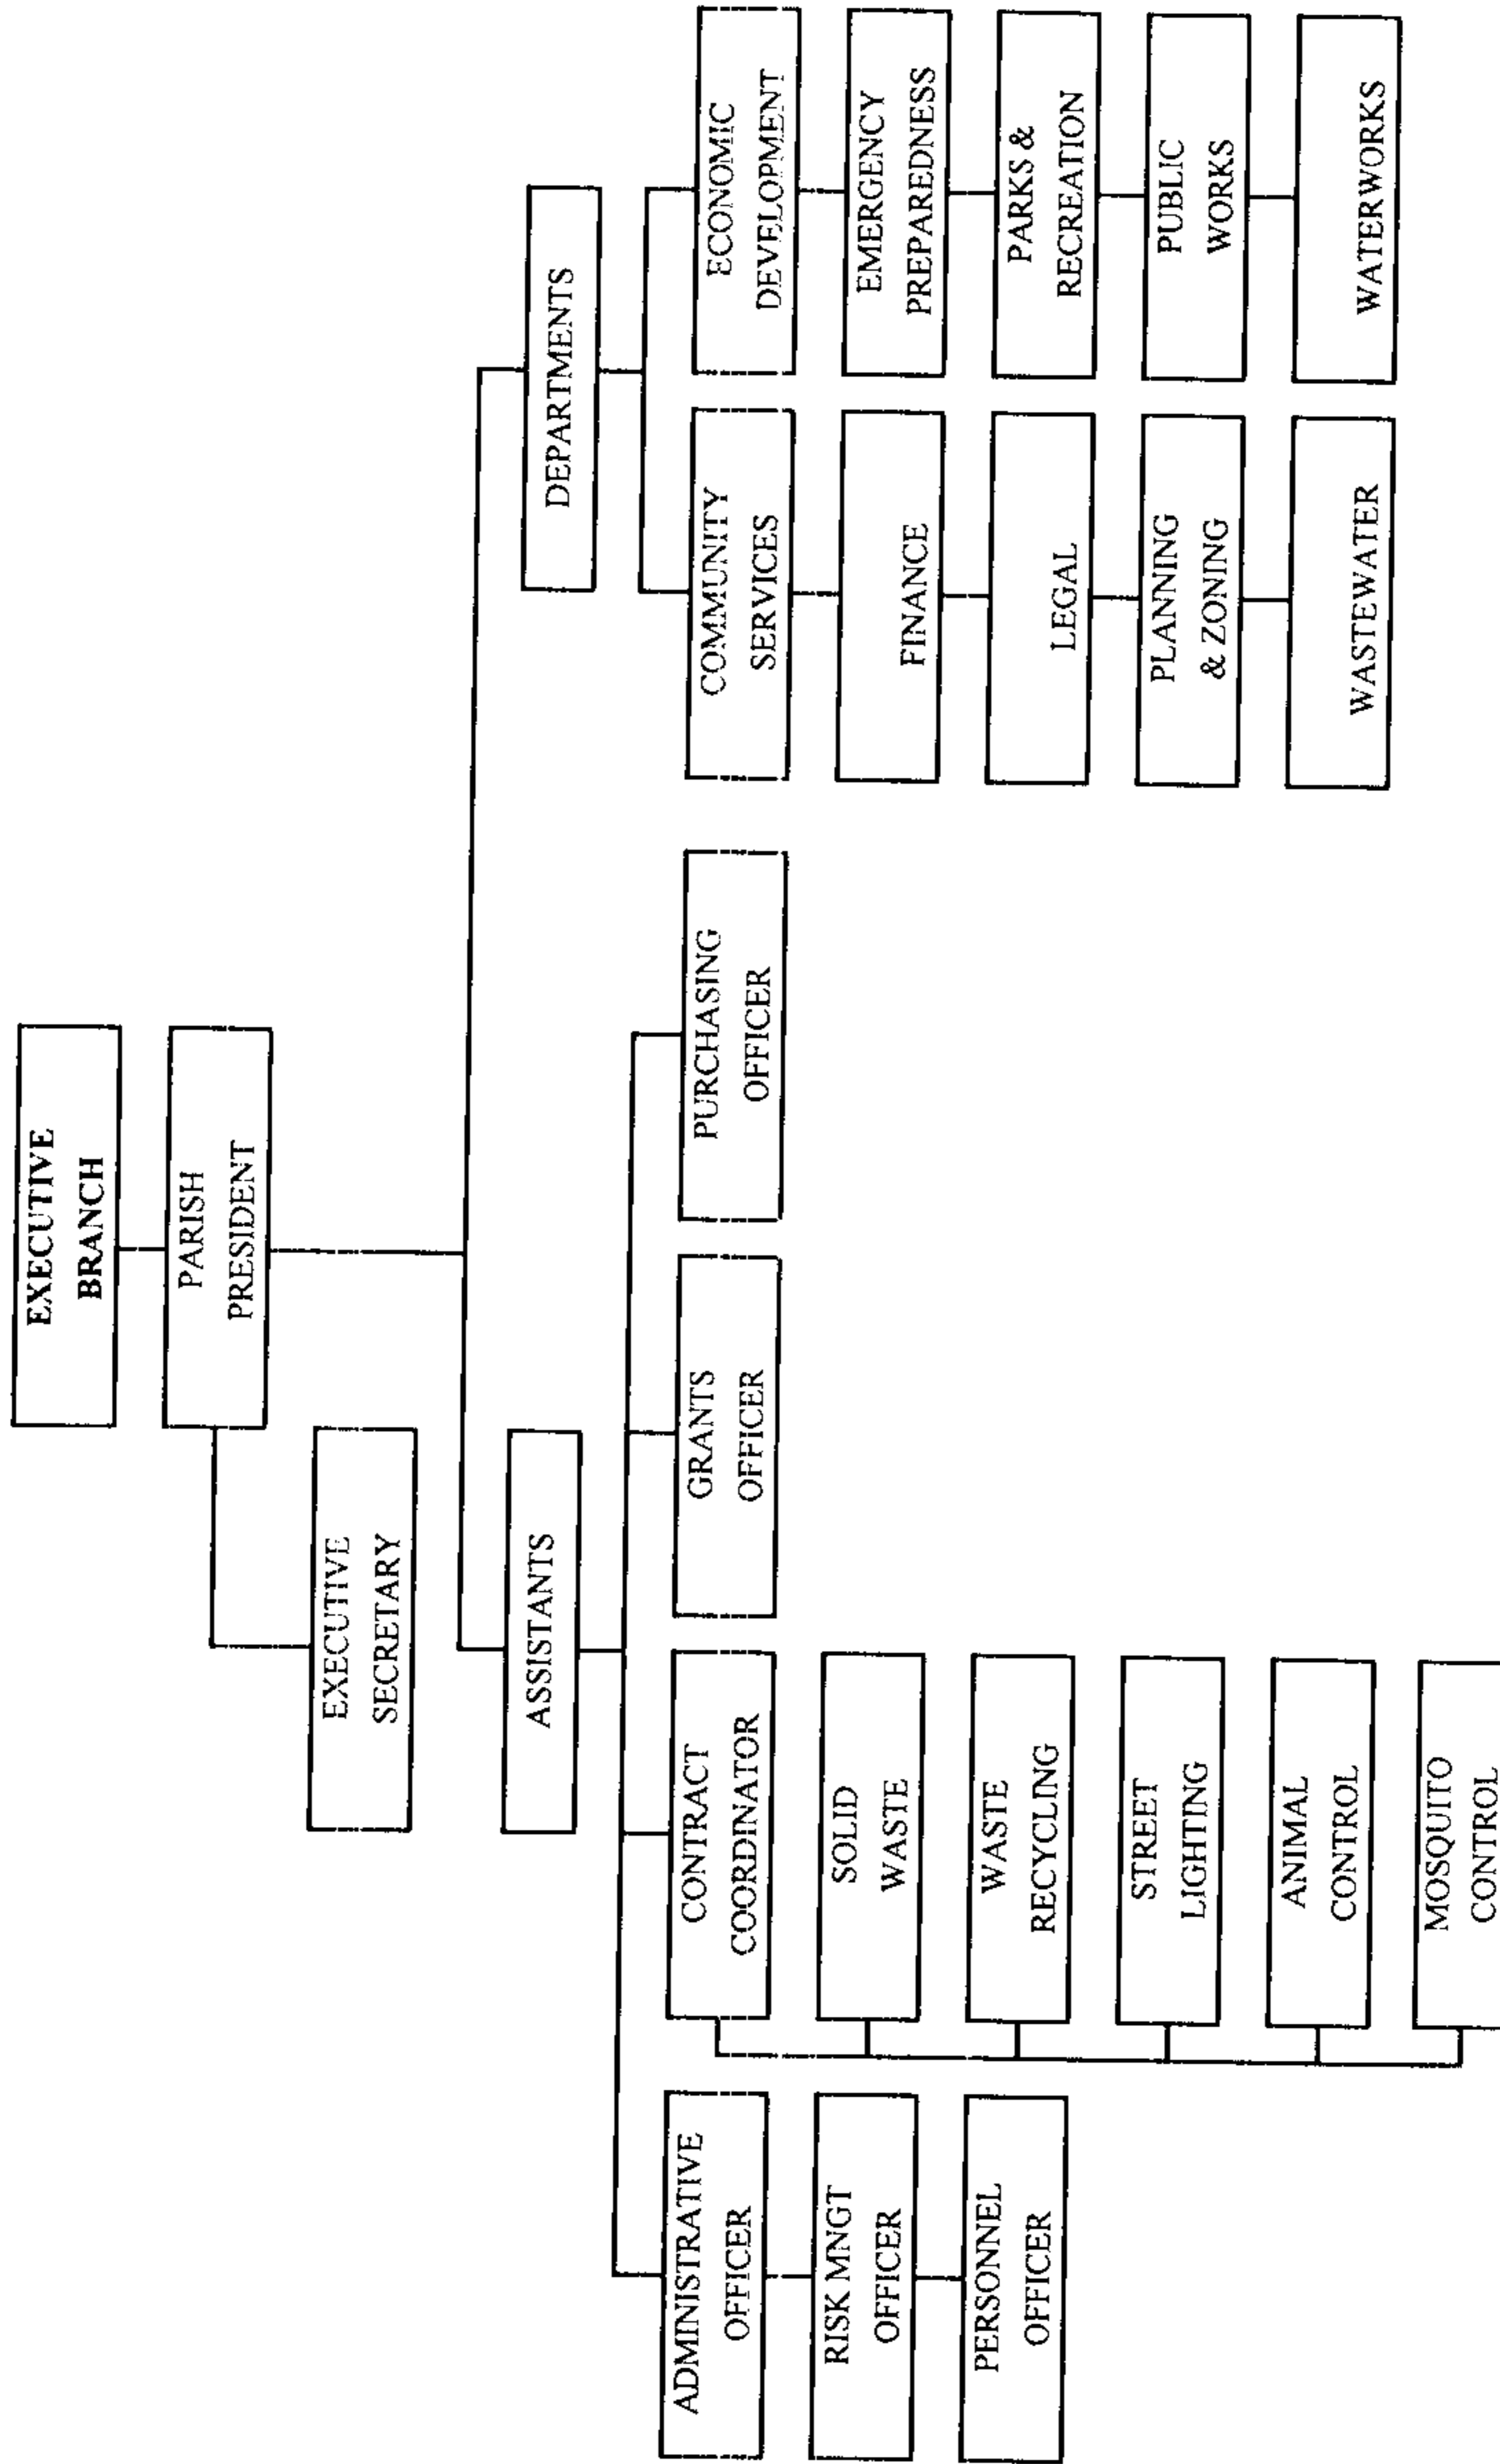 EXECUTIVE
BRANCH
PARISH
PRESIDENT
EXECUTIVE
SECRETARY
ASSISTANTS
DEPARTMENTS
ADMINISTRATIVE
OFFICER
RISK MNGT
OFFICER
PERSONNEL
OFFICER
CONTRACT
COORDINATOR
SOLID
WASTE
WASTE
RECYCLING
STREET
LIGHTING
ANIMAL
CONTROL
MOSQUITO
CONTROL
GRANTS
OFFICER
PURCHASING
OFFICER
COMMUNITY
SERVICES
FINANCE
LEGAL
PLANNING
& ZONING
WASTEWATER
ECONOMIC
DEVELOPMENT
EMERGENCY
PREPAREDNESS
PARKS &
RECREATION
PUBLIC
WORKS
WATERWORKS